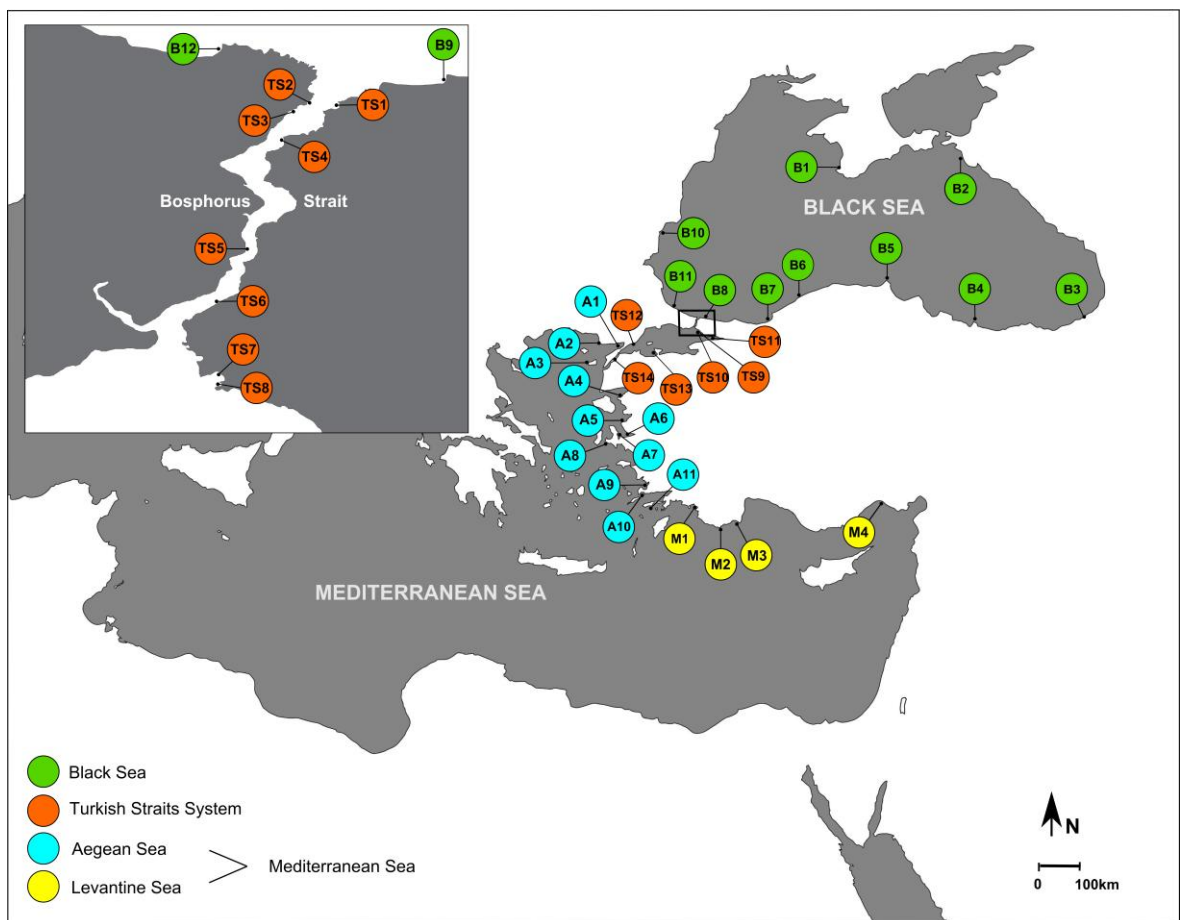 B12
B9
TS2
TS1
TS3
TS4
Bosphorus Strait
TS5
TS6
TS7
TS8
B1
B2
BLACK SEA
B10
B5
B6
B11
B8
B7
B4
B3
A1
TS12
TS11
A2
A3
A4
TS14
TS13
TS10
TS9
A5
A6
A8
A7
A11
A9
A10
M1
M2
M3
M4
MEDITERRANEAN SEA
Black Sea
Turkish Straits System
Aegean Sea
Mediterranean Sea
Levantine Sea
N
0 100km